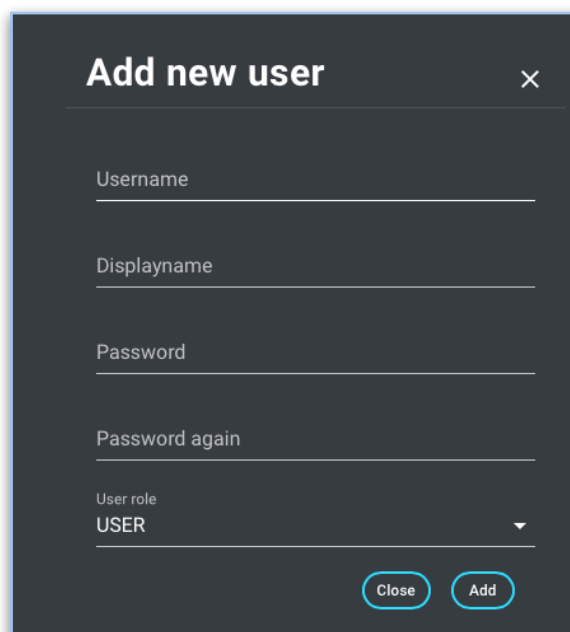 Add new user
Username
Displayname
Password
Password again
User role
USER
Close Add